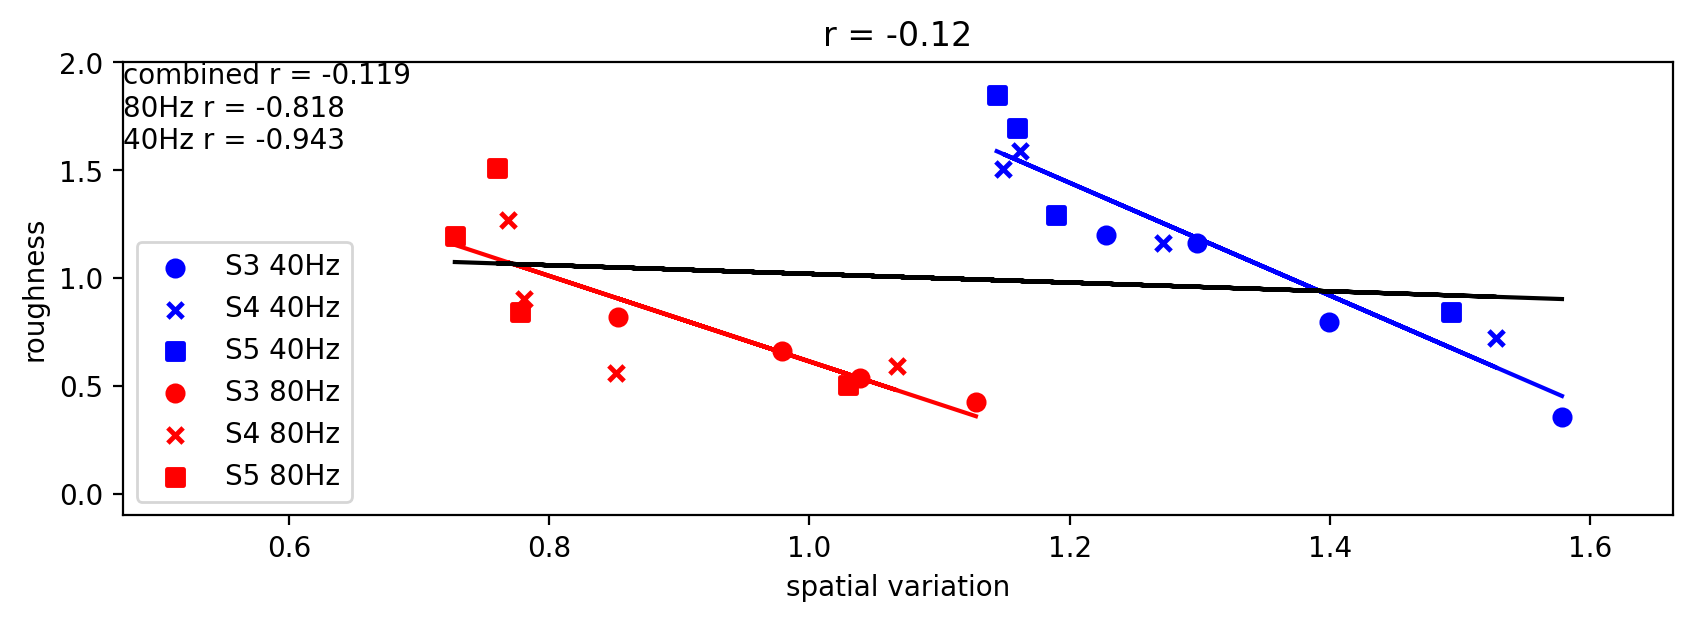 r = -0.12
combined r = -0.119
80Hz r = -0.818
40Hz r = -0.943
2.0
1.5
1.0
0.5
0.0
roughness
S3 40Hz
S4 40Hz
S5 40Hz
S3 80Hz
S4 80Hz
S5 80Hz
0.6 0.8 1.0 1.2 1.4 1.6
spatial variation